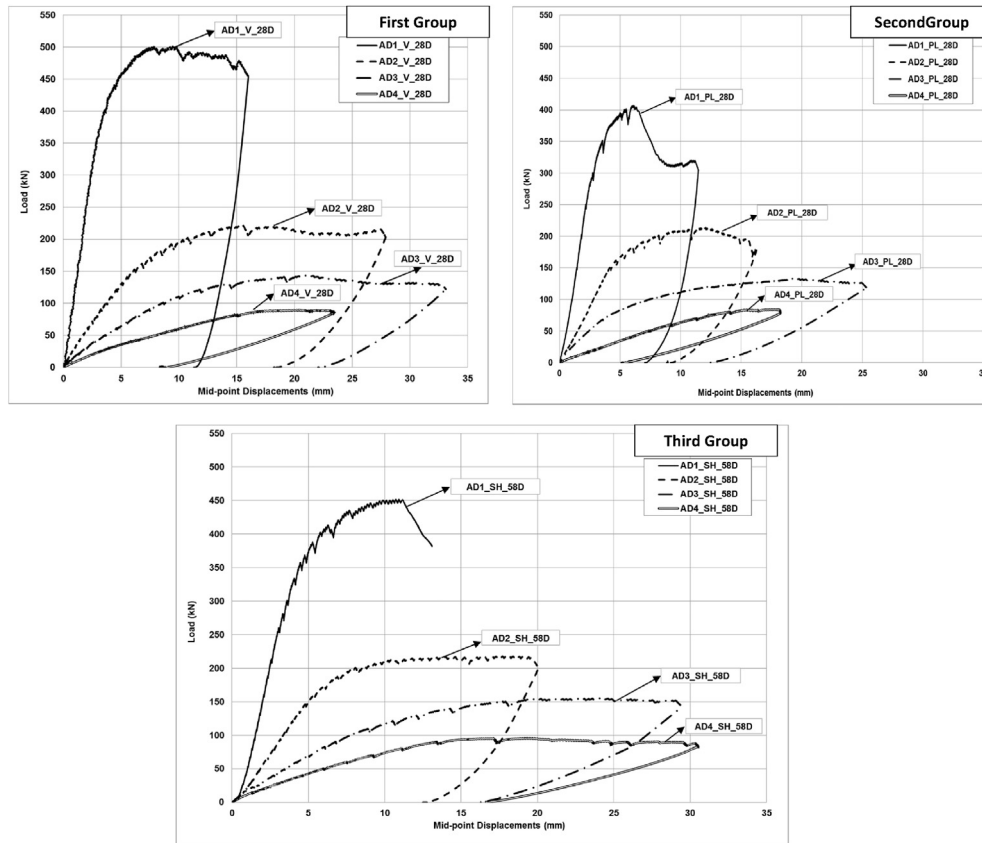 First Group
AD1_V_28D
AD1_V_28D
AD2_V_28D
AD3_V_28D
AD4_V_28D
AD2_V_28D
AD3_V_28D
AD4_V_28D
Load (kN)
550
500
450
400
350
300
250
200
150
100
50
0
0 5 10 15 20 25 30 35
Mid-point Displacements (mm)
SecondGroup
AD1_PL_28D
AD2_PL_28D
AD3_PL_28D
AD4_PL_28D
AD1_PL_28D
AD2_PL_28D
AD3_PL_28D
AD4_PL_28D
Load (kN)
550
500
450
400
350
300
250
200
150
100
50
0
0 5 10 15 20 25 30 35
Mid-point Displacements (mm)
Third Group
AD1_SH_58D
AD2_SH_58D
AD3_SH_58D
AD4_SH_58D
AD1_SH_58D
AD2_SH_58D
AD3_SH_58D
AD4_SH_58D
Load (kN)
550
500
450
400
350
300
250
200
150
100
50
0
0 5 10 15 20 25 30 35
Mid-point Displacements (mm)